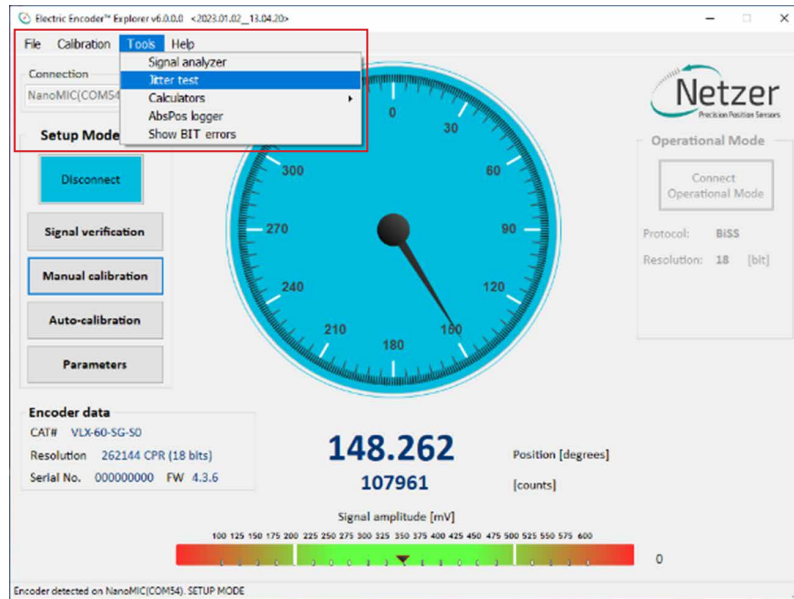 Electric Encoder™ Explorer v6.0.0.0 <2023.01.02__13.04.20>
File Calibration Tools Help
Signal analyzer
Jitter test
Calculators
AbsPos logger
Show BIT errors
Connection
NanoMIC(COM54
Setup Mode
Disconnect
Signal verification
Manual calibration
Auto-calibration
Parameters
0
30
60
90
120
150
180
210
240
270
300
Netzer
Precision Position Sensors
Operational Mode
Connect
Operational Mode
Protocol: BiSS
Resolution: 18 [bit]
Encoder data
CAT# VLX-60-SG-S0
Resolution 262144 CPR (18 bits)
Serial No. 000000000 FW 4.3.6
148.262 Position [degrees]
107961 [counts]
Signal amplitude [mV]
100 125 150 175 200 225 250 275 300 325 350 375 400 425 450 475 500 525 550 575 600
0
Encoder detected on NanoMIC(COM54). SETUP MODE